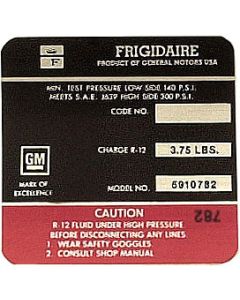 FRIGIDAIRE
PRODUCT OF GENERAL MOTORS USA
F
MIN. TEST PRESSURE LOW SIDE 140 P.S.I.
MEETS S.A.E. J639 HIGH SIDE 300 P.S.I.
CODE NO.
CHARGE R-12 3.75 LBS.
GM
MARK OF
EXCELLENCE
MODEL NO. 5910782
782
CAUTION
R-12 FLUID UNDER HIGH PRESSURE
BEFORE DISCONNECTING ANY LINES
1. WEAR SAFETY GOGGLES
2. CONSULT SHOP MANUAL